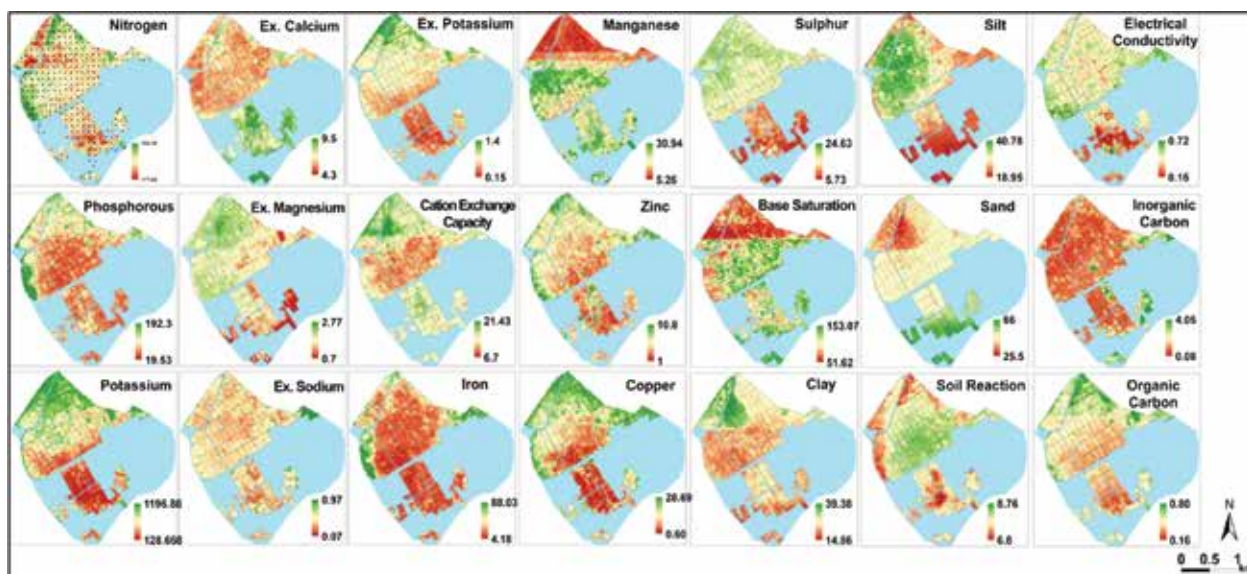 Nitrogen
Ex. Calcium
Ex. Potassium
Manganese
Sulphur
Silt
Electrical
Conductivity
9.5
4.3
1.4
0.15
30.94
5.26
24.63
5.73
40.78
18.95
0.72
0.16
Phosphorous
Ex. Magnesium
Cation Exchange
Capacity
Zinc
Base Saturation
Sand
Inorganic
Carbon
192.3
19.53
2.77
0.7
21.43
6.7
10.8
1
153.07
51.62
66
25.5
4.05
0.08
Potassium
Ex. Sodium
Iron
Copper
Clay
Soil Reaction
Organic
Carbon
1196.86
128.658
0.97
0.07
88.03
4.18
28.69
0.60
39.38
14.86
8.76
6.8
0.80
0.16
N
0 0.5 1